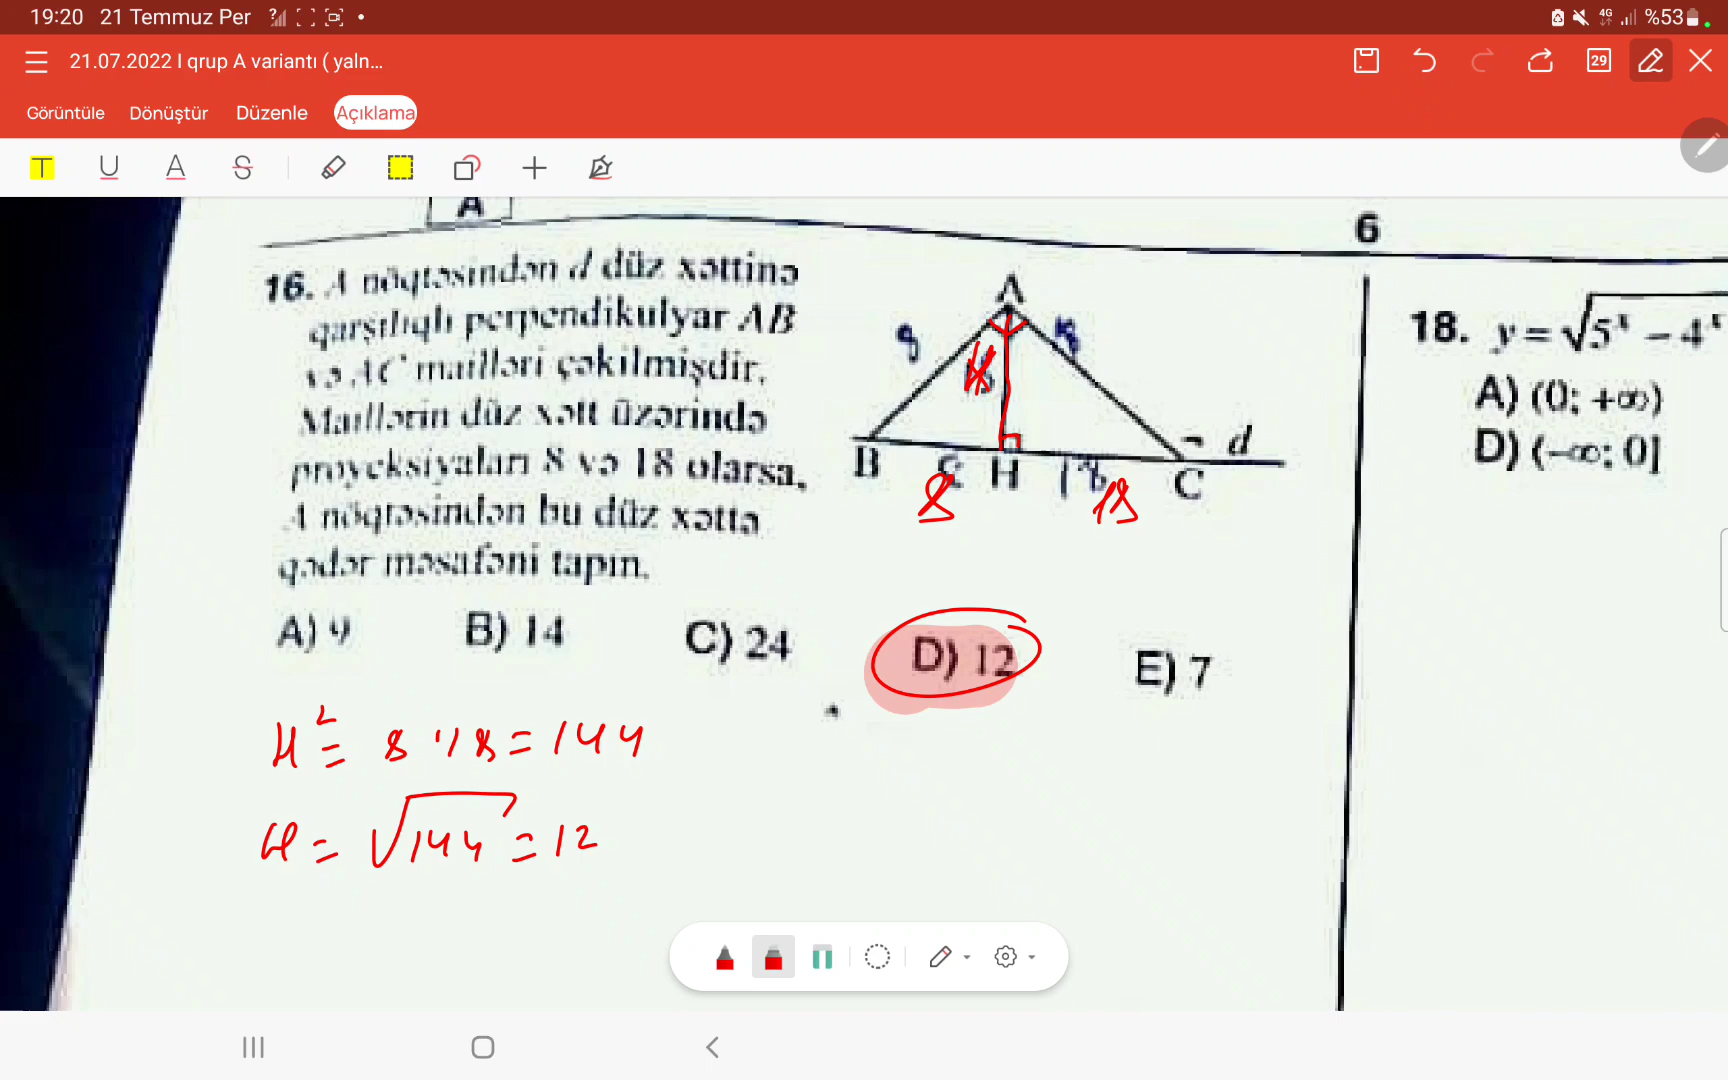 19:20 21 Temmuz Per
4G %53
21.07.2022 I qrup A variantı ( yaln...
29
Görüntüle Dönüştür Düzenle Açıklama
T U A S
A
6
16. A nöqtəsindən d düz xəttinə
qarşılıqlı perpendikulyar AB
və AC mailləri çəkilmişdir.
Maillərin düz xətt üzərində
proyeksiyaları 8 və 18 olarsa,
A nöqtəsindən bu düz xəttə
qədər məsafəni tapın.
A) 9 B) 14 C) 24 D) 12 E) 7
A
B H C d
8 18
H² = 8 · 18 = 144
H = √144 = 12
18. y = √5ˣ − 4ˣ
A) (0; +∞)
D) (−∞; 0]